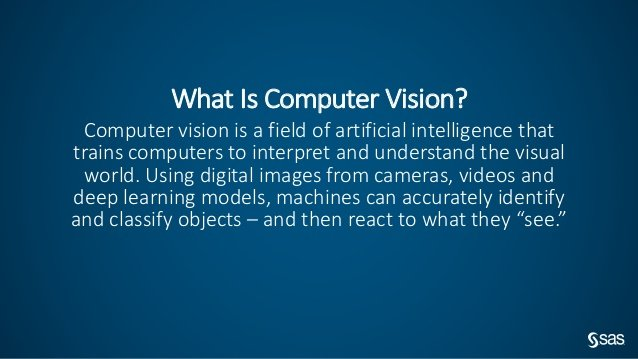 What Is Computer Vision?
Computer vision is a field of artificial intelligence that
trains computers to interpret and understand the visual
world. Using digital images from cameras, videos and
deep learning models, machines can accurately identify
and classify objects – and then react to what they “see.”
sas